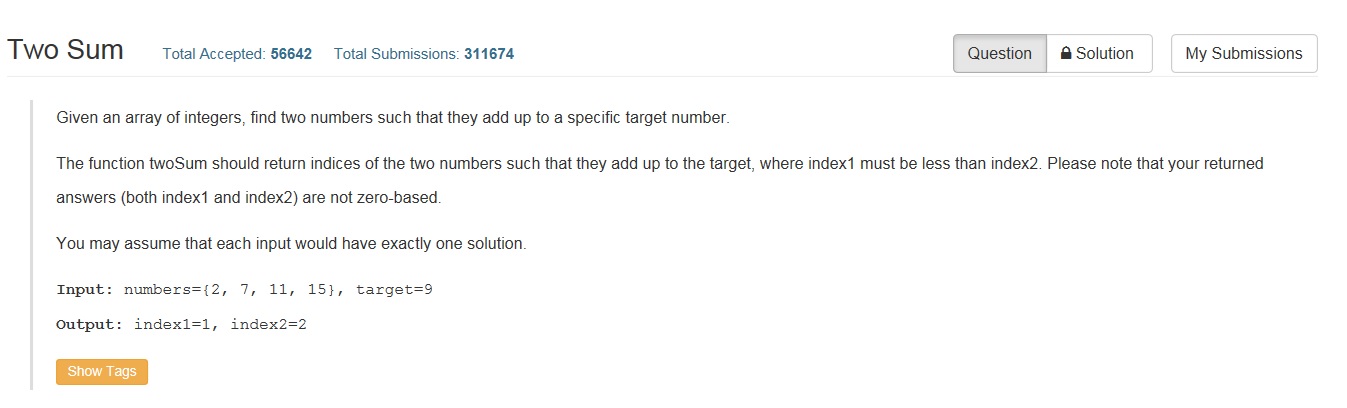 Two Sum Total Accepted: 56642 Total Submissions: 311674 Question Solution My Submissions
Given an array of integers, find two numbers such that they add up to a specific target number.
The function twoSum should return indices of the two numbers such that they add up to the target, where index1 must be less than index2. Please note that your returned
answers (both index1 and index2) are not zero-based.
You may assume that each input would have exactly one solution.
Input: numbers={2, 7, 11, 15}, target=9
Output: index1=1, index2=2
Show Tags